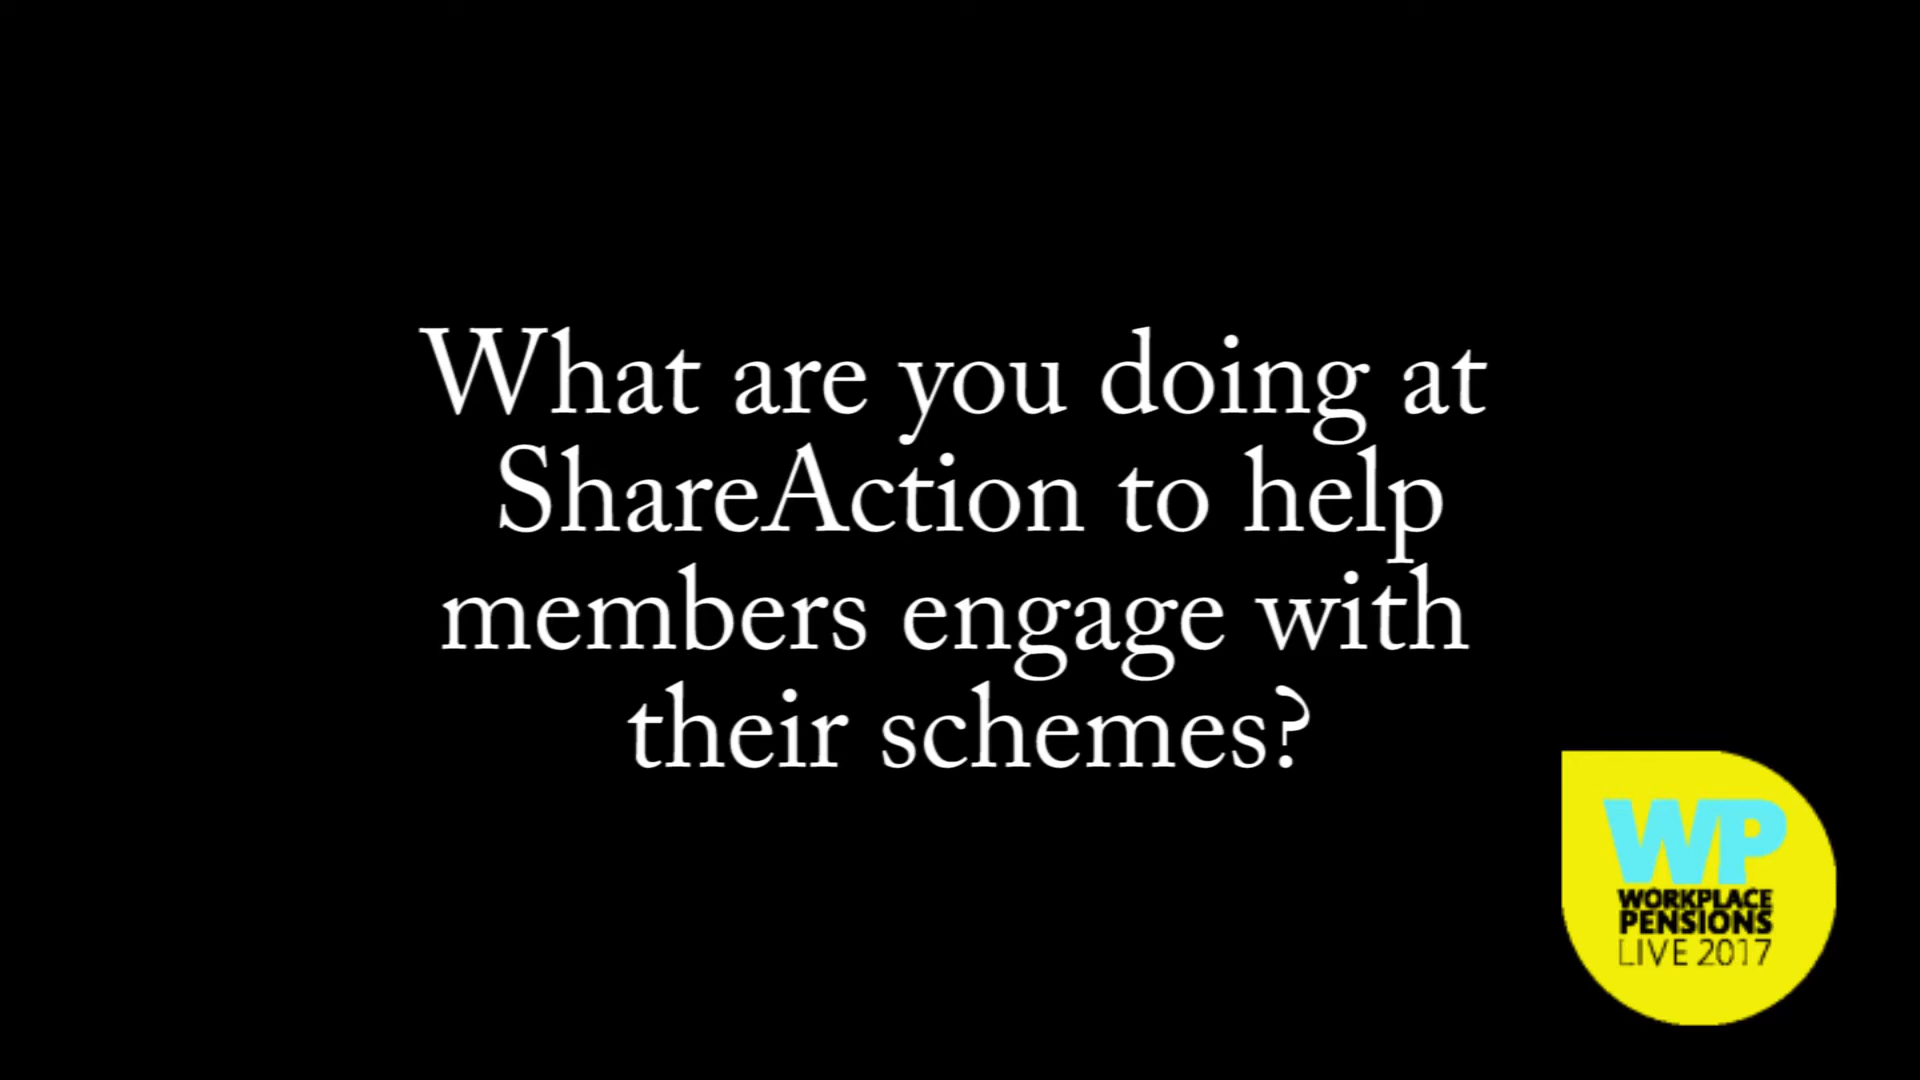 What are you doing at
ShareAction to help
members engage with
their schemes?
WP
WORKPLACE
PENSIONS
LIVE 2017